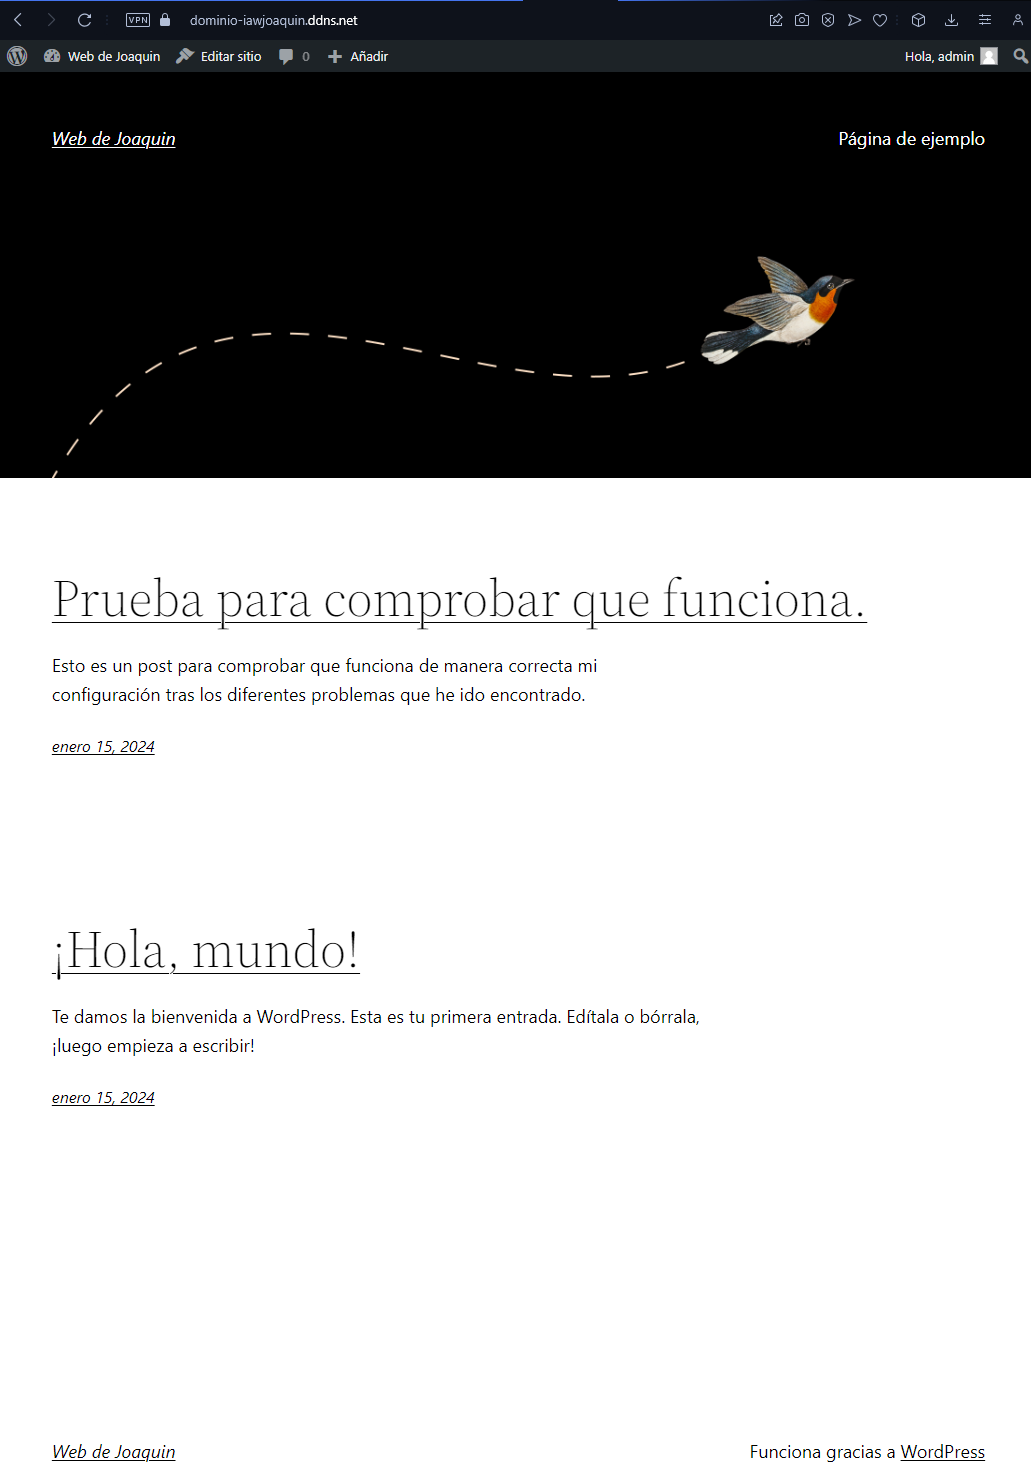 VPN dominio-iawjoaquin.ddns.net
Web de Joaquin Editar sitio 0 Añadir Hola, admin
Web de Joaquin Página de ejemplo
Prueba para comprobar que funciona.
Esto es un post para comprobar que funciona de manera correcta mi
configuración tras los diferentes problemas que he ido encontrado.
enero 15, 2024
¡Hola, mundo!
Te damos la bienvenida a WordPress. Esta es tu primera entrada. Edítala o bórrala,
¡luego empieza a escribir!
enero 15, 2024
Web de Joaquin Funciona gracias a WordPress